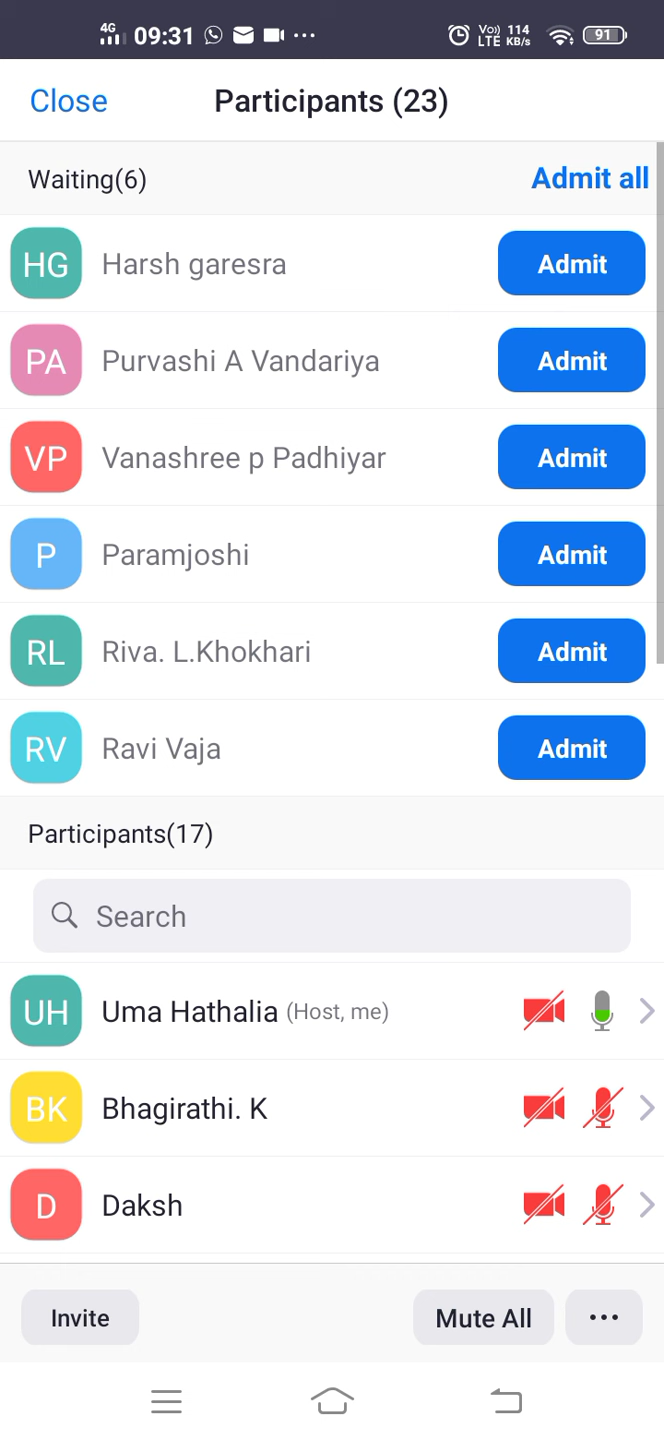 4G 09:31 ... Vo)) LTE 114 KB/s 91
Close Participants (23)
Waiting(6) Admit all
HG Harsh garesra Admit
PA Purvashi A Vandariya Admit
VP Vanashree p Padhiyar Admit
P Paramjoshi Admit
RL Riva. L.Khokhari Admit
RV Ravi Vaja Admit
Participants(17)
Search
UH Uma Hathalia (Host, me)
BK Bhagirathi. K
D Daksh
Invite Mute All ...